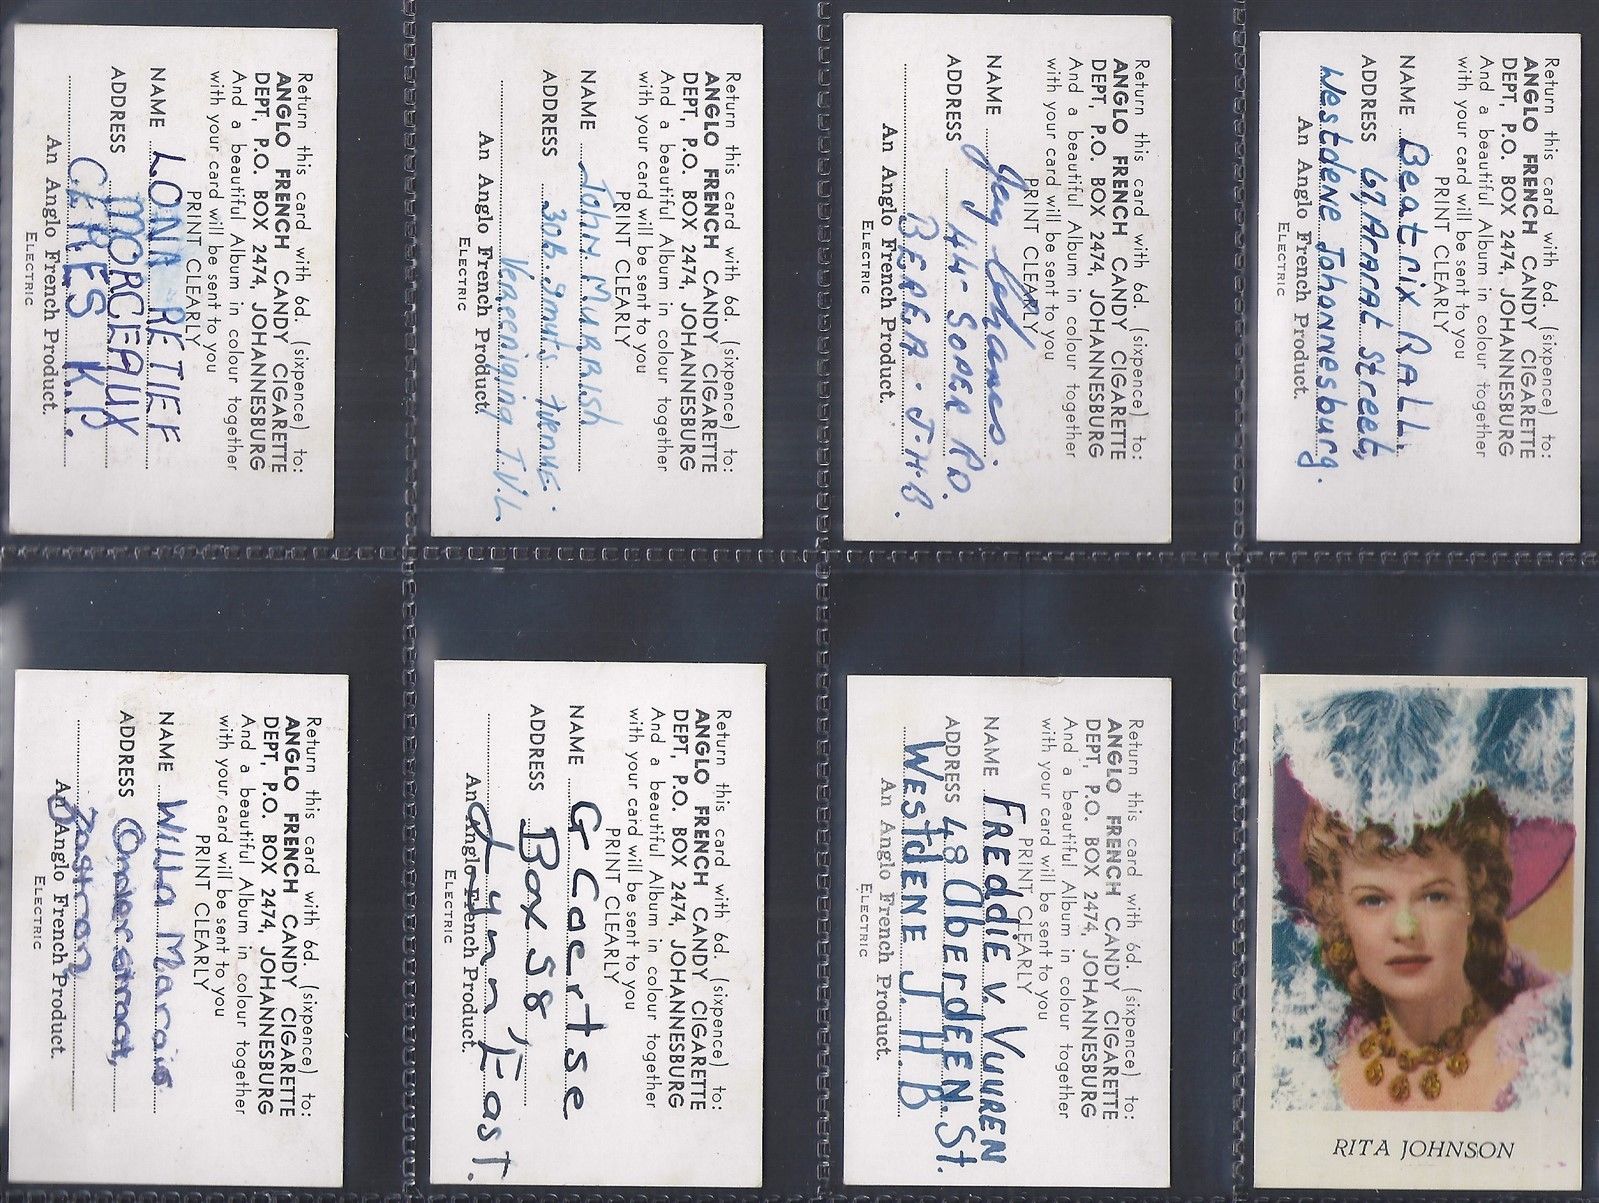 Return this card with 6d. (sixpence) to:
ANGLO FRENCH CANDY CIGARETTE
DEPT, P.O. BOX 2474, JOHANNESBURG
And a beautiful Album in colour together
with your card will be sent to you
PRINT CLEARLY
NAME LONA RETIEF
ADDRESS MORCEAUX
C.RES K.P.
An Anglo French Product.
ELECTRIC
Return this card with 6d. (sixpence) to:
ANGLO FRENCH CANDY CIGARETTE
DEPT, P.O. BOX 2474, JOHANNESBURG
And a beautiful Album in colour together
with your card will be sent to you
PRINT CLEARLY
NAME John MURRISH
ADDRESS 30b. Smuts.
Vereeniging T.V.L.
An Anglo French Product.
ELECTRIC
Return this card with 6d. (sixpence) to:
ANGLO FRENCH CANDY CIGARETTE
DEPT, P.O. BOX 2474, JOHANNESBURG
And a beautiful Album in colour together
with your card will be sent to you
PRINT CLEARLY
NAME
ADDRESS 44 SOPER RD.
BEREA. J.H.B.
An Anglo French Product.
ELECTRIC
Return this card with 6d. (sixpence) to:
ANGLO FRENCH CANDY CIGARETTE
DEPT, P.O. BOX 2474, JOHANNESBURG
And a beautiful Album in colour together
with your card will be sent to you
PRINT CLEARLY
NAME Beatrix RALL.
ADDRESS 67, Ararat Street,
Westdene Johannesburg.
An Anglo French Product.
ELECTRIC
Return this card with 6d. (sixpence) to:
ANGLO FRENCH CANDY CIGARETTE
DEPT, P.O. BOX 2474, JOHANNESBURG
And a beautiful Album in colour together
with your card will be sent to you
PRINT CLEARLY
NAME Willa Marais
ADDRESS Onder straat,
Zastron
An Anglo French Product.
ELECTRIC
Return this card with 6d. (sixpence) to:
ANGLO FRENCH CANDY CIGARETTE
DEPT, P.O. BOX 2474, JOHANNESBURG
And a beautiful Album in colour together
with your card will be sent to you
PRINT CLEARLY
NAME G Coertse
ADDRESS Box 58
Lynn East.
An Anglo French Product.
ELECTRIC
Return this card with 6d. (sixpence) to:
ANGLO FRENCH CANDY CIGARETTE
DEPT, P.O. BOX 2474, JOHANNESBURG
And a beautiful Album in colour together
with your card will be sent to you
PRINT CLEARLY
NAME FREddIE v. VUUREN
ADDRESS 48 AberdEEN. St.
WEStdENE J.H.B
An Anglo French Product.
ELECTRIC
RITA JOHNSON